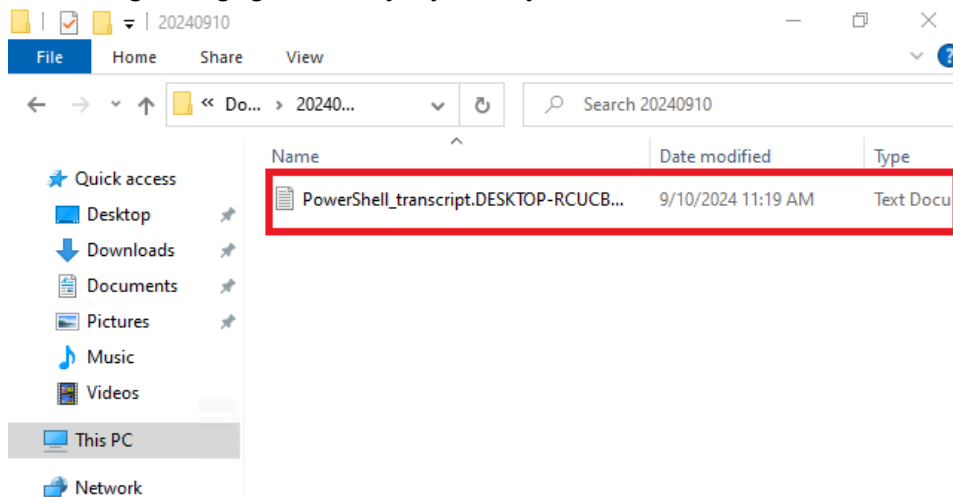 20240910
File Home Share View
Do... 20240... Search 20240910
Name Date modified Type
Quick access
PowerShell_transcript.DESKTOP-RCUCB... 9/10/2024 11:19 AM Text Docu
Desktop
Downloads
Documents
Pictures
Music
Videos
This PC
Network